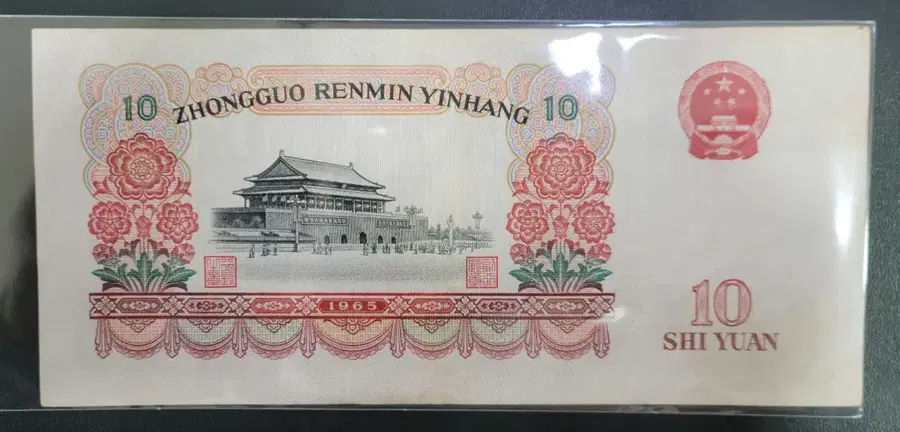 10 ZHONGGUO RENMIN YINHANG 10
1965
10
SHI YUAN